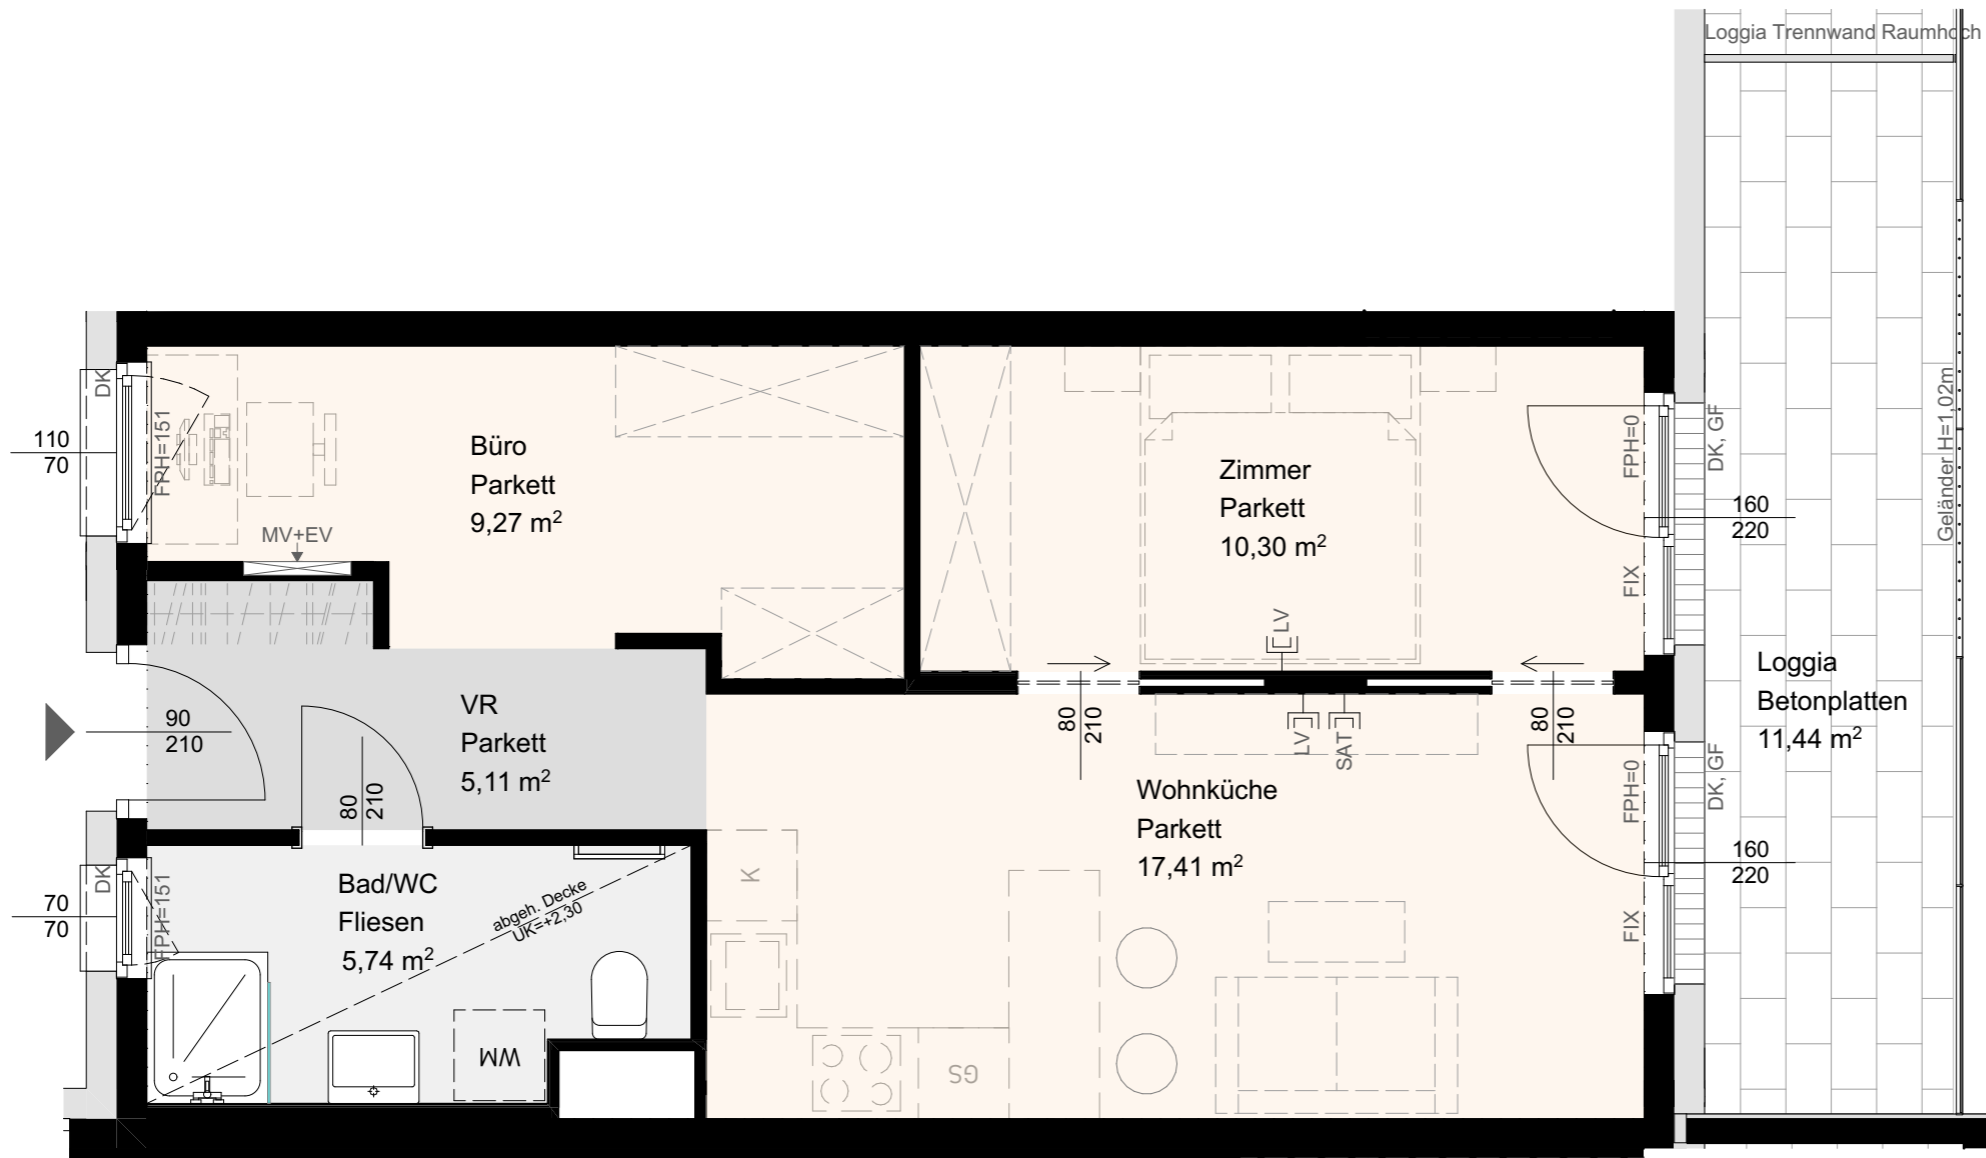 Loggia Trennwand Raumhoch
DK
110
70
FPH=151
MV+EV
Büro
Parkett
9,27 m²
Zimmer
Parkett
10,30 m²
LV
FPH=0
FIX
DK, GF
160
220
Geländer H=1,02m
Loggia
Betonplatten
11,44 m²
90
210
VR
Parkett
5,11 m²
80
210
80
210
LV
SAT
80
210
Wohnküche
Parkett
17,41 m²
FPH=0
FIX
DK, GF
160
220
DK
70
70
FPH=151
Bad/WC
Fliesen
5,74 m²
abgeh. Decke
UK=+2,30
K
WM
GS